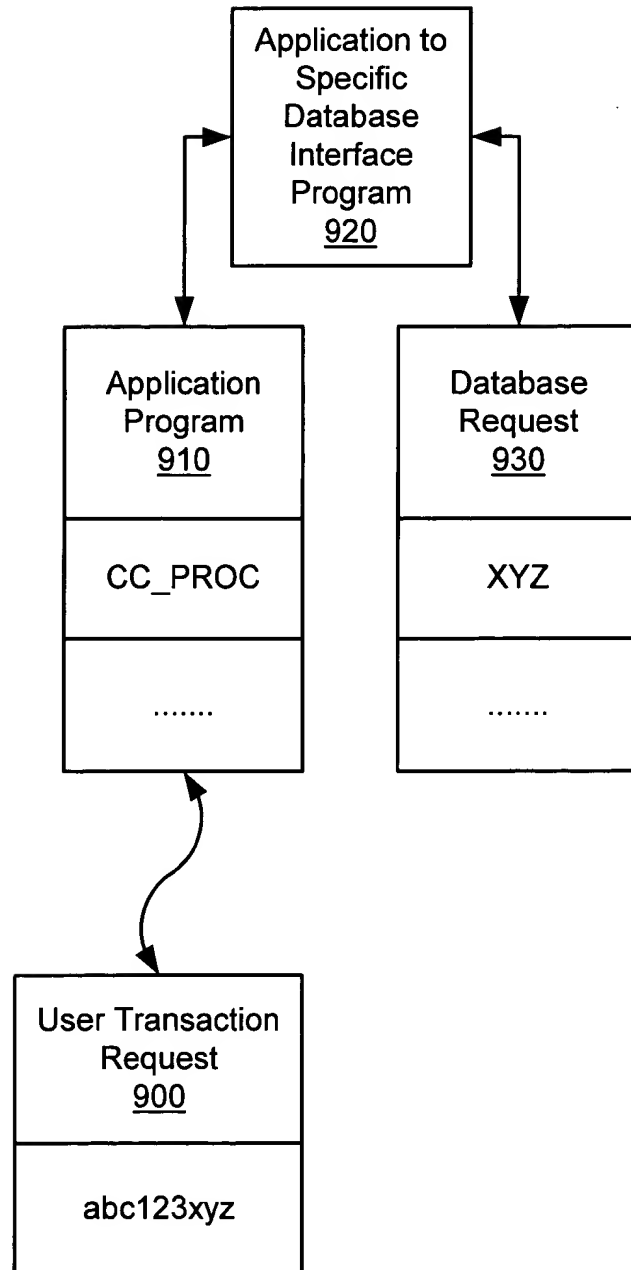 Application to
Specific
Database
Interface
Program
920
Application
Program
910
CC_PROC
.......
Database
Request
930
XYZ
.......
User Transaction
Request
900
abc123xyz